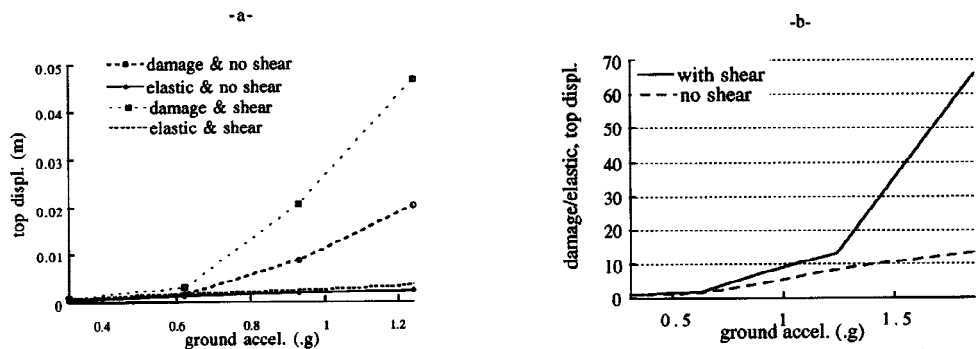 -a-
0.05
0.04
0.03
0.02
0.01
0
top displ. (m)
damage & no shear
elastic & no shear
damage & shear
elastic & shear
0.4
0.6
0.8
1
1.2
ground accel. (.g)
-b-
70
60
50
40
30
20
10
0
damage/elastic, top displ.
with shear
no shear
0.5
1
1.5
ground accel. (.g)